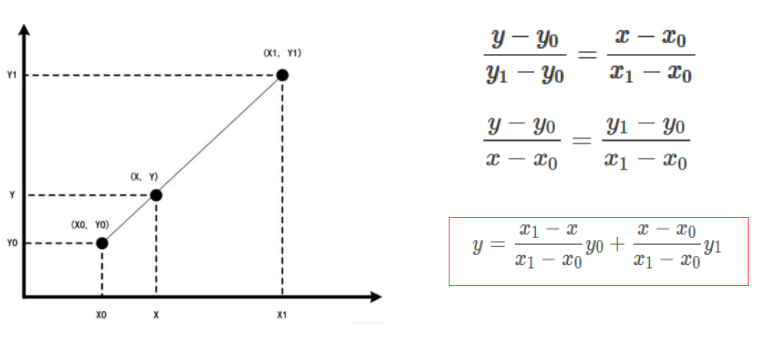 (X1, Y1)
Y1
(X, Y)
Y
(X0, Y0)
Y0
X0 X X1
\frac{y - y_0}{y_1 - y_0} = \frac{x - x_0}{x_1 - x_0}
\frac{y - y_0}{x - x_0} = \frac{y_1 - y_0}{x_1 - x_0}
y = \frac{x_1 - x}{x_1 - x_0} y_0 + \frac{x - x_0}{x_1 - x_0} y_1